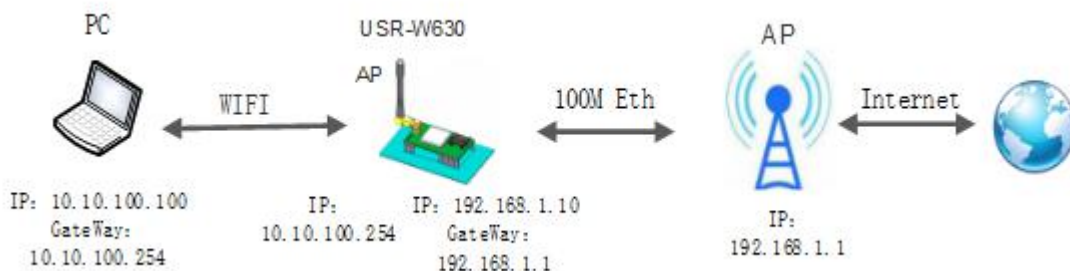 PC
USR-W630
AP
AP
WIFI
100M Eth
Internet
IP: 10.10.100.100
GateWay:
10.10.100.254
IP:
10.10.100.254
IP: 192.168.1.10
GateWay:
192.168.1.1
IP:
192.168.1.1